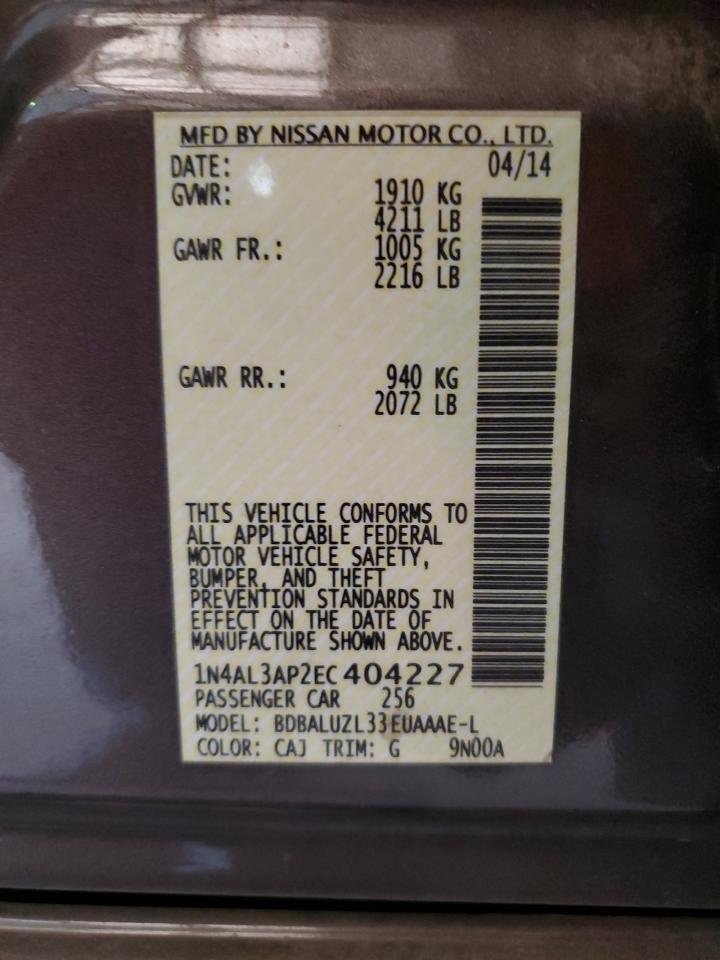 MFD BY NISSAN MOTOR CO., LTD.
DATE: 04/14
GVWR: 1910 KG
4211 LB
GAWR FR.: 1005 KG
2216 LB
GAWR RR.: 940 KG
2072 LB
THIS VEHICLE CONFORMS TO
ALL APPLICABLE FEDERAL
MOTOR VEHICLE SAFETY,
BUMPER, AND THEFT
PREVENTION STANDARDS IN
EFFECT ON THE DATE OF
MANUFACTURE SHOWN ABOVE.
1N4AL3AP2EC404227
PASSENGER CAR 256
MODEL: BDBALUZL33EUAAAE-L
COLOR: CAJ TRIM: G 9N00A